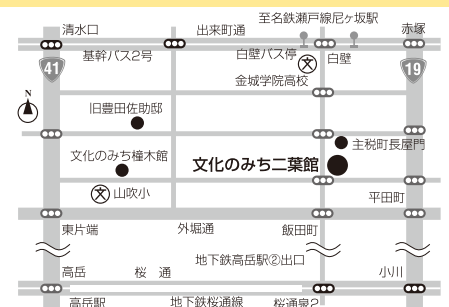 至名鉄瀬戸線尼ヶ坂駅
清水口
出来町通
赤塚
基幹バス2号
白壁バス停
文
白壁
41
19
金城学院高校
N
旧豊田佐助邸
主税町長屋門
文化のみち橦木館
文化のみち二葉館
文 山吹小
平田町
東片端
外堀通
飯田町
地下鉄高岳駅②出口
高岳
桜 通
小川
高岳駅
地下鉄桜通線
桜通泉2